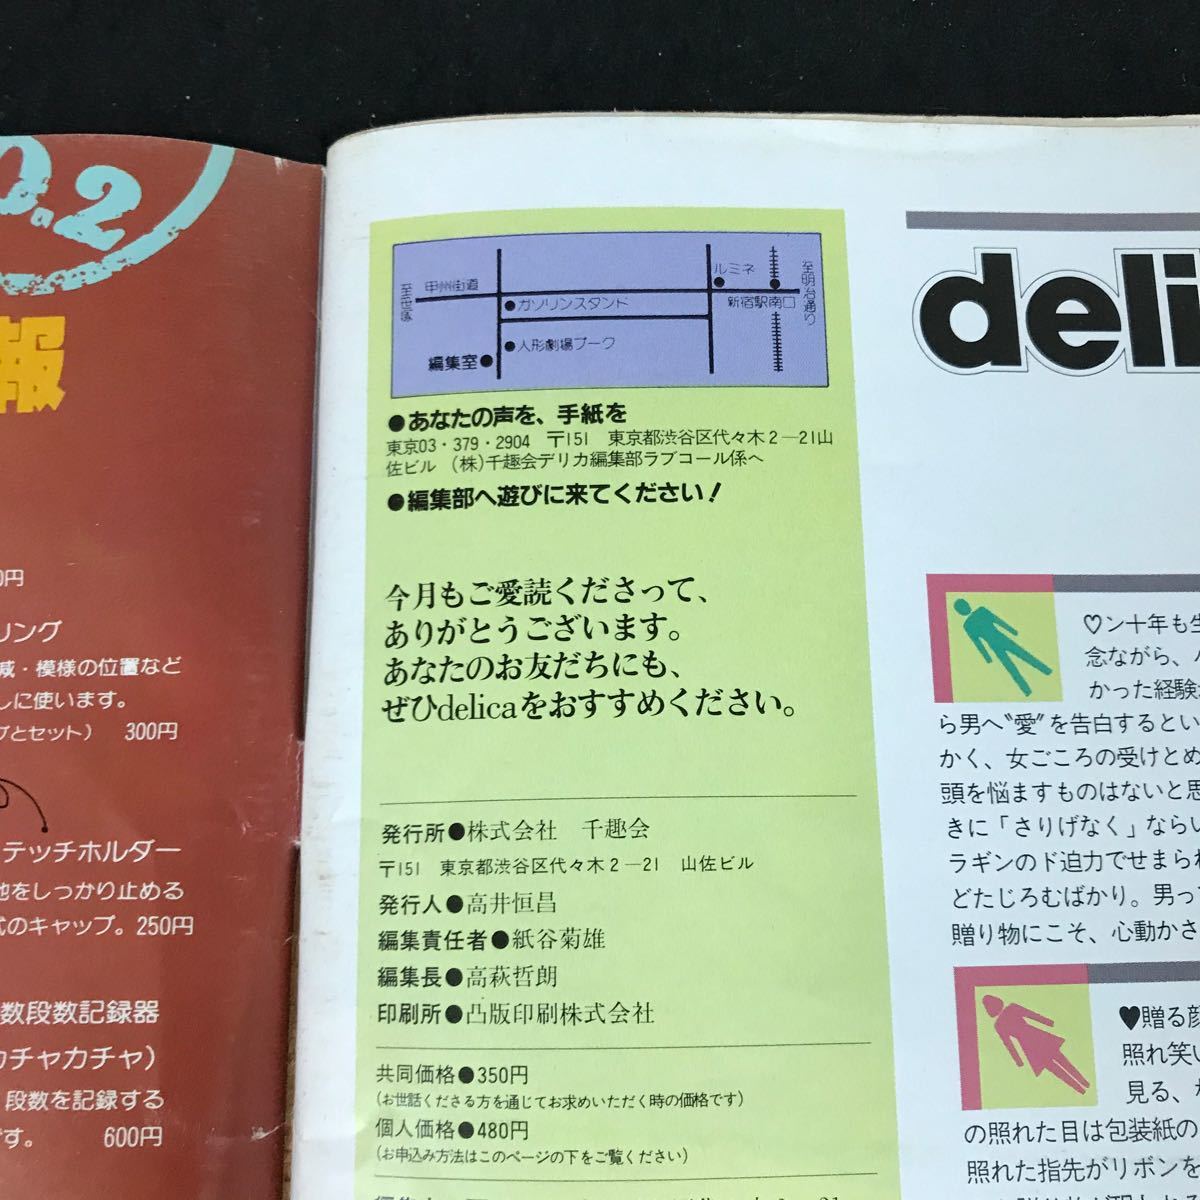 0.2
報
0円
リング
減・模様の位置など
しに使います。
グとセット) 300円
テッチホルダー
地をしっかり止める
式のキャップ。250円
数段数記録器
カチャカチャ)
段数を記録する
です。 600円
至世塚
甲州街道
ルミネ
至明治通り
ガソリンスタンド
新宿駅南口
人形劇場プーク
編集室●
●あなたの声を、手紙を
東京03・379・2904 〒151 東京都渋谷区代々木2―21山
佐ビル (株)千趣会デリカ編集部ラブコール係へ
●編集部へ遊びに来てください!
今月もご愛読くださって、
ありがとうございます。
あなたのお友だちにも、
ぜひdelicaをおすすめください。
発行所●株式会社 千趣会
〒151 東京都渋谷区代々木2―21 山佐ビル
発行人●高井恒昌
編集責任者●紙谷菊雄
編集長●高萩哲朗
印刷所●凸版印刷株式会社
共同価格●350円
(お世話くださる方を通じてお求めいただく時の価格です)
個人価格●480円
(お申込み方法はこのページの下をご覧ください)
deli
♡ン十年も生
念ながら、
かった経験
ら男へ〝愛〟を告白するとい
かく、女ごころの受けとめ
頭を悩ますものはないと思
きに「さりげなく」ならい
ラギンのド迫力でせまられ
どたじろむばかり。男っ
贈り物にこそ、心動かさ
♥贈る顔
照れ笑い
見る、
の照れた目は包装紙の
照れた指先がリボンを